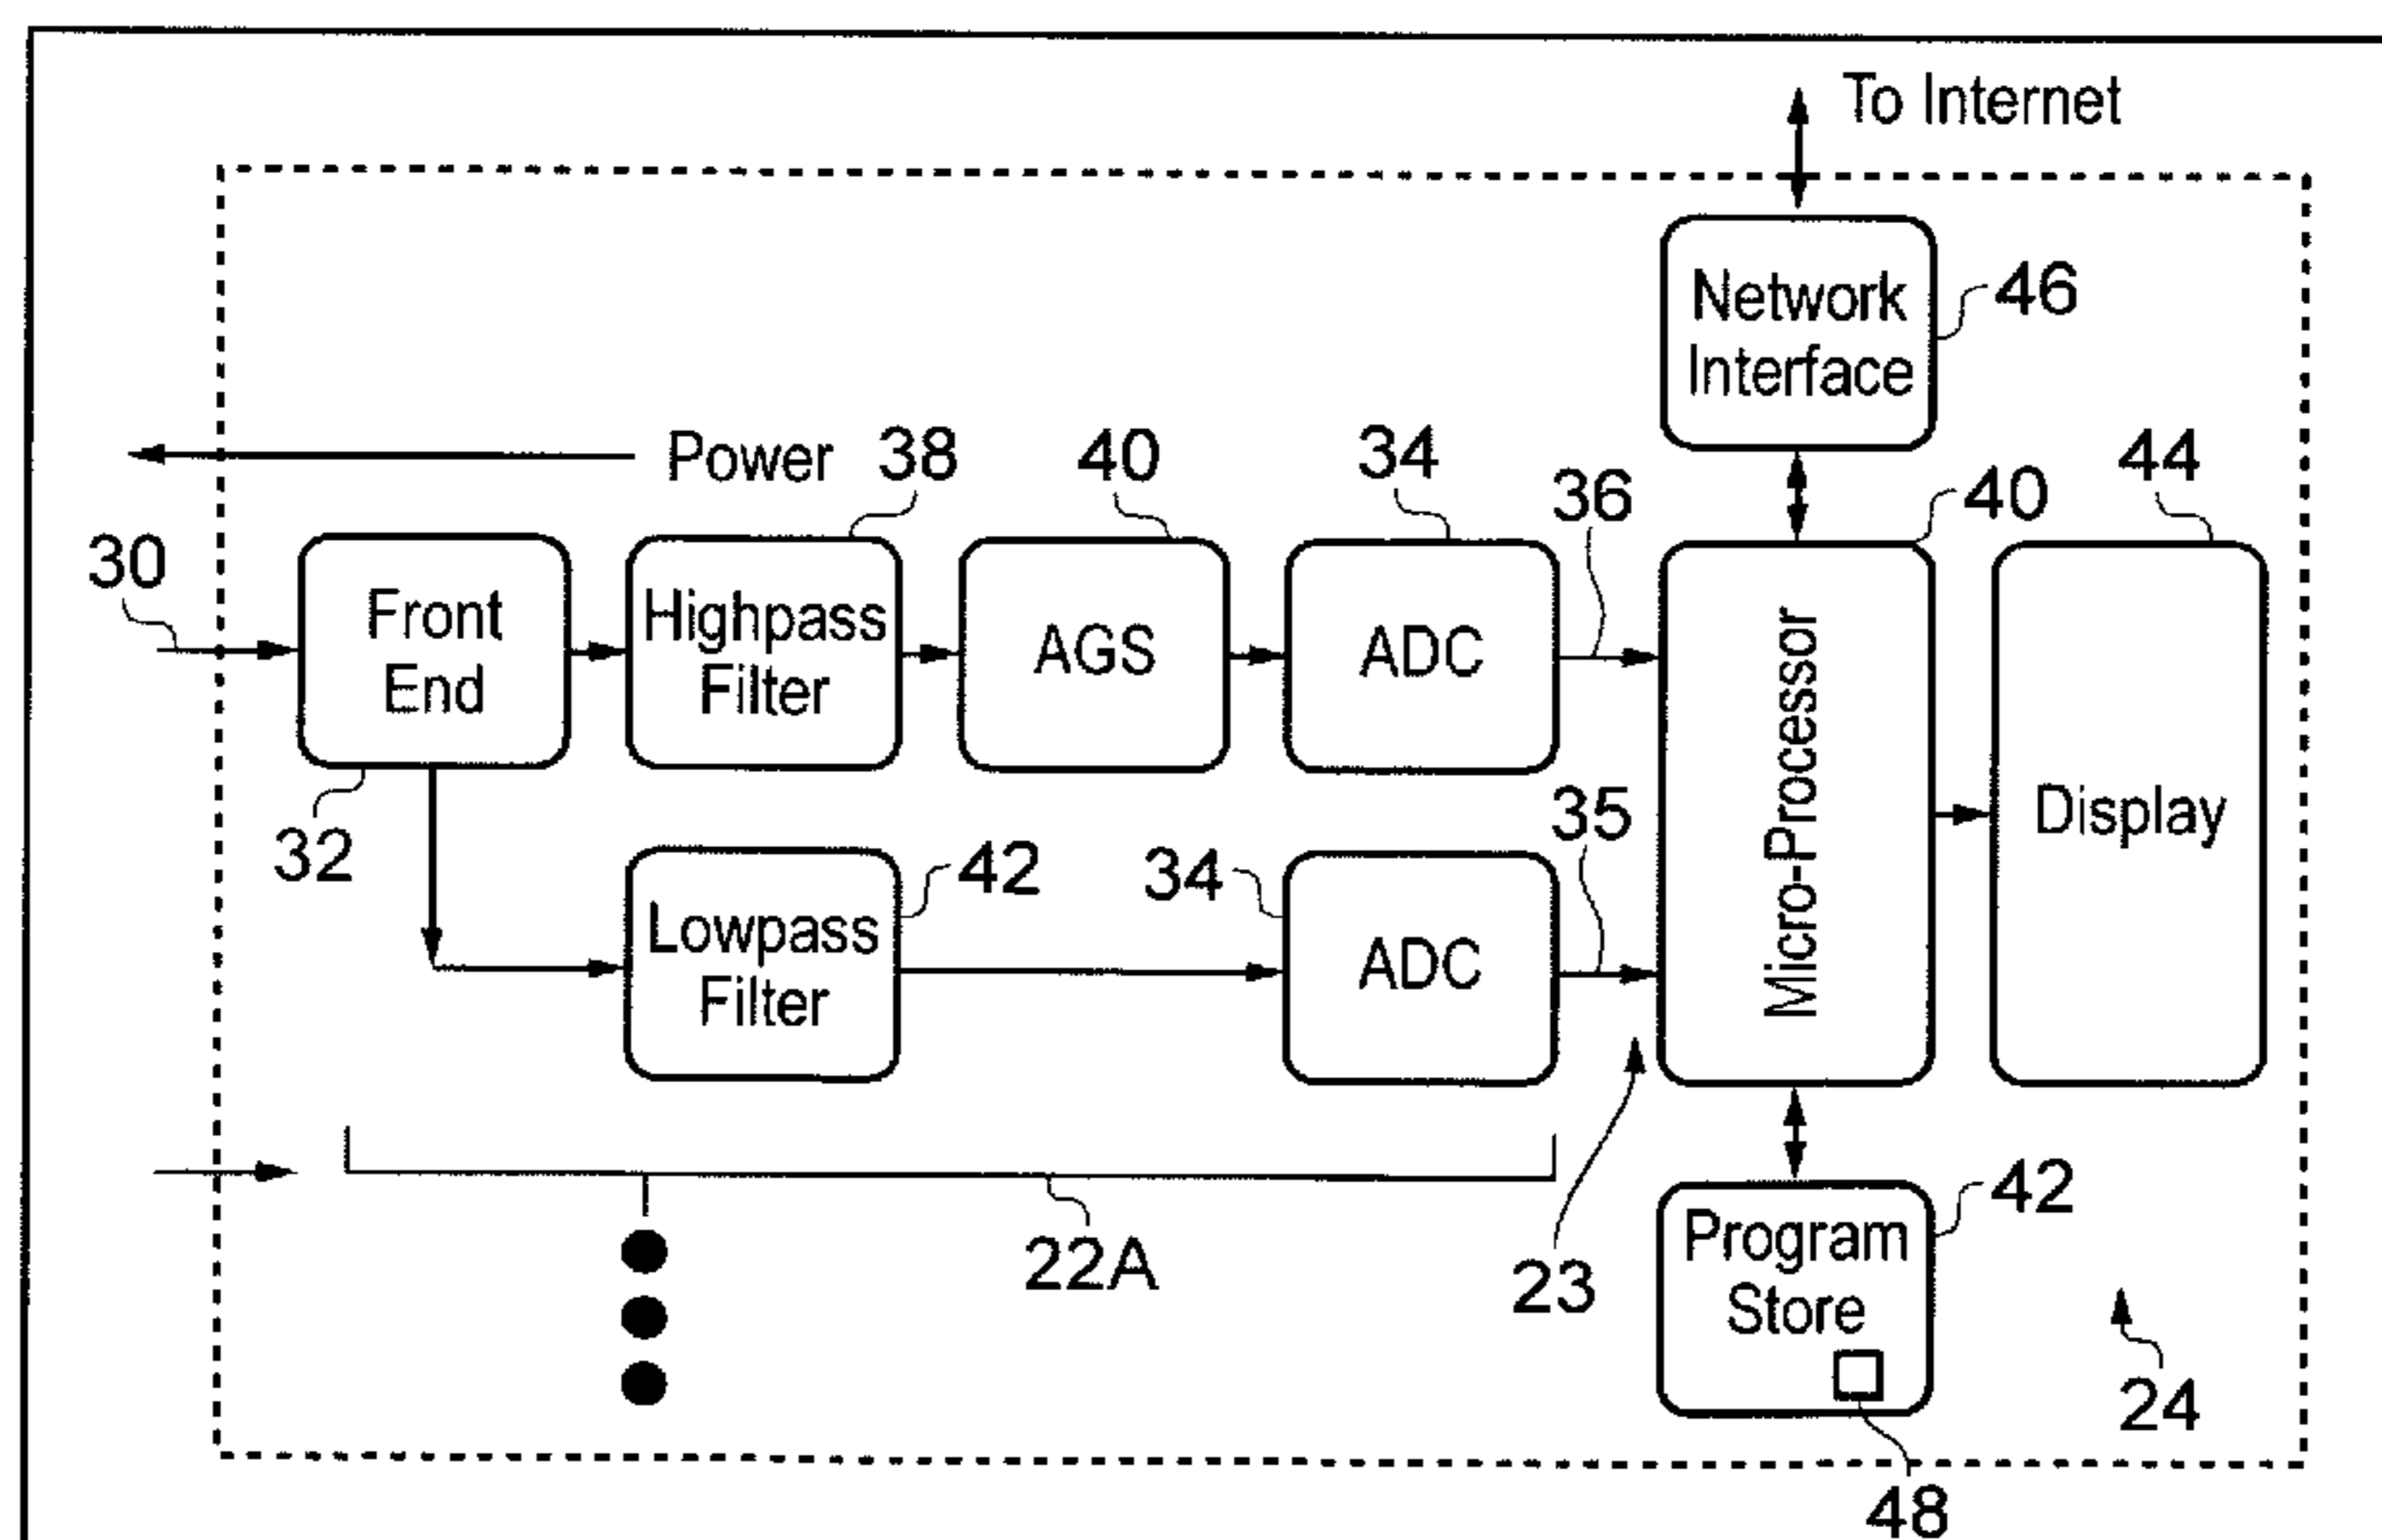 To Internet
Network
Interface
46
Power
38
40
34
36
40
44
30
Front
End
Highpass
Filter
AGS
ADC
Micro-Processor
Display
32
Lowpass
Filter
42
34
ADC
35
22A
23
Program
Store
42
24
48